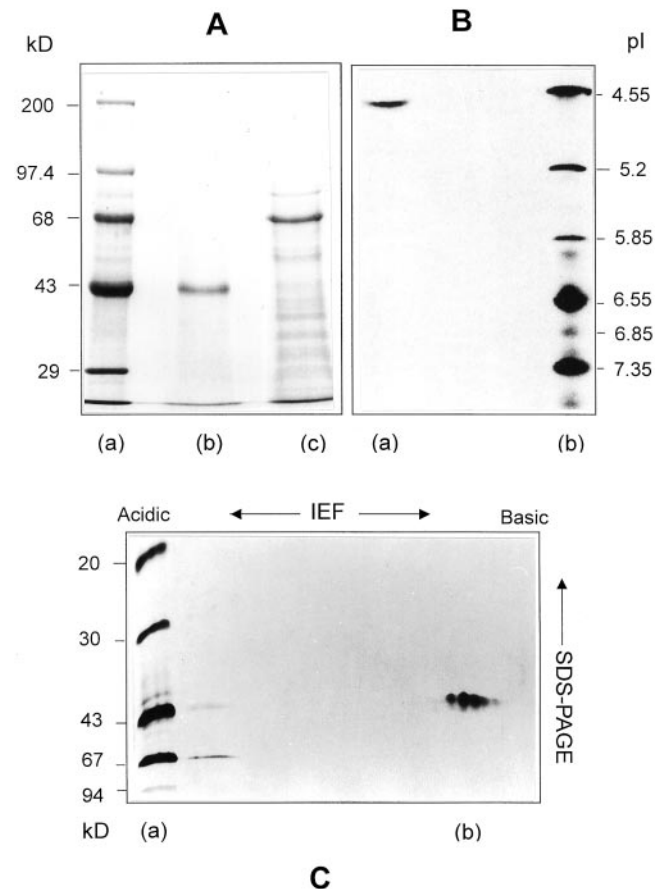 A
B
kD
pI
200
97.4
68
43
29
4.55
5.2
5.85
6.55
6.85
7.35
(a)
(b)
(c)
(a)
(b)
Acidic
IEF
Basic
20
30
43
67
94
SDS-PAGE
kD
(a)
(b)
C